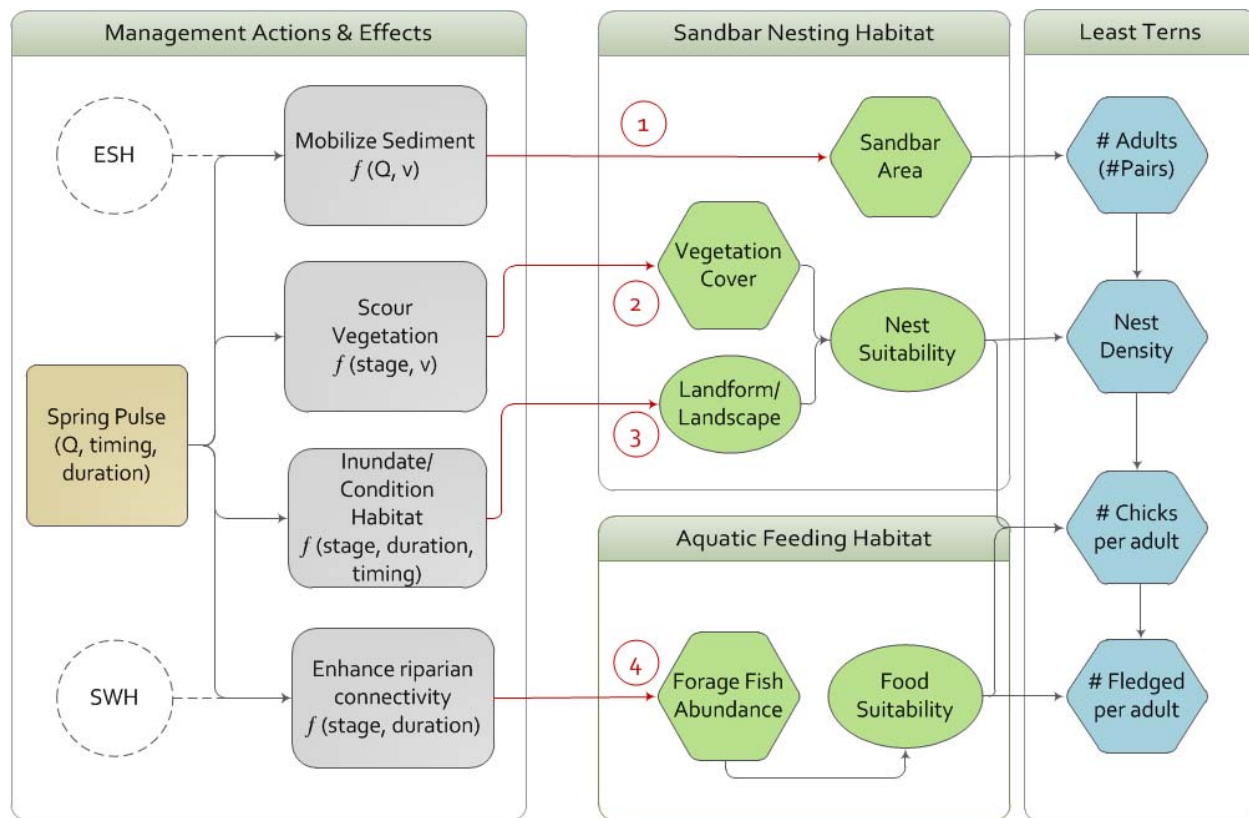 Management Actions & Effects
ESH
Mobilize Sediment
f (Q, v)
Scour
Vegetation
f (stage, v)
Spring Pulse
(Q, timing,
duration)
Inundate/
Condition
Habitat
f (stage, duration,
timing)
SWH
Enhance riparian
connectivity
f (stage, duration)
Sandbar Nesting Habitat
1
Sandbar
Area
2
Vegetation
Cover
Nest
Suitability
3
Landform/
Landscape
Aquatic Feeding Habitat
4
Forage Fish
Abundance
Food
Suitability
Least Terns
# Adults
(#Pairs)
Nest
Density
# Chicks
per adult
# Fledged
per adult